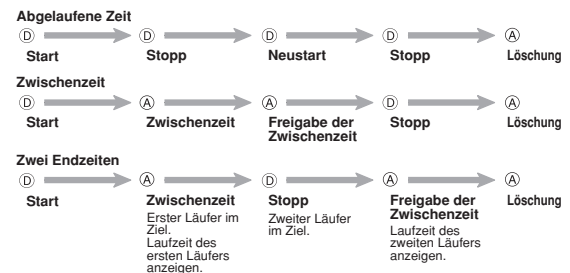 Abgelaufene Zeit
Ⓓ Ⓓ Ⓓ Ⓓ Ⓐ
Start Stopp Neustart Stopp Löschung
Zwischenzeit
Ⓓ Ⓐ Ⓐ Ⓓ Ⓐ
Start Zwischenzeit Freigabe der Zwischenzeit Stopp Löschung
Zwei Endzeiten
Ⓓ Ⓐ Ⓓ Ⓐ Ⓐ
Start
Zwischenzeit
Erster Läufer im
Ziel.
Laufzeit des
ersten Läufers
anzeigen.
Stopp
Zweiter Läufer
im Ziel.
Freigabe der
Zwischenzeit
Laufzeit des
zweiten Läufers
anzeigen.
Löschung